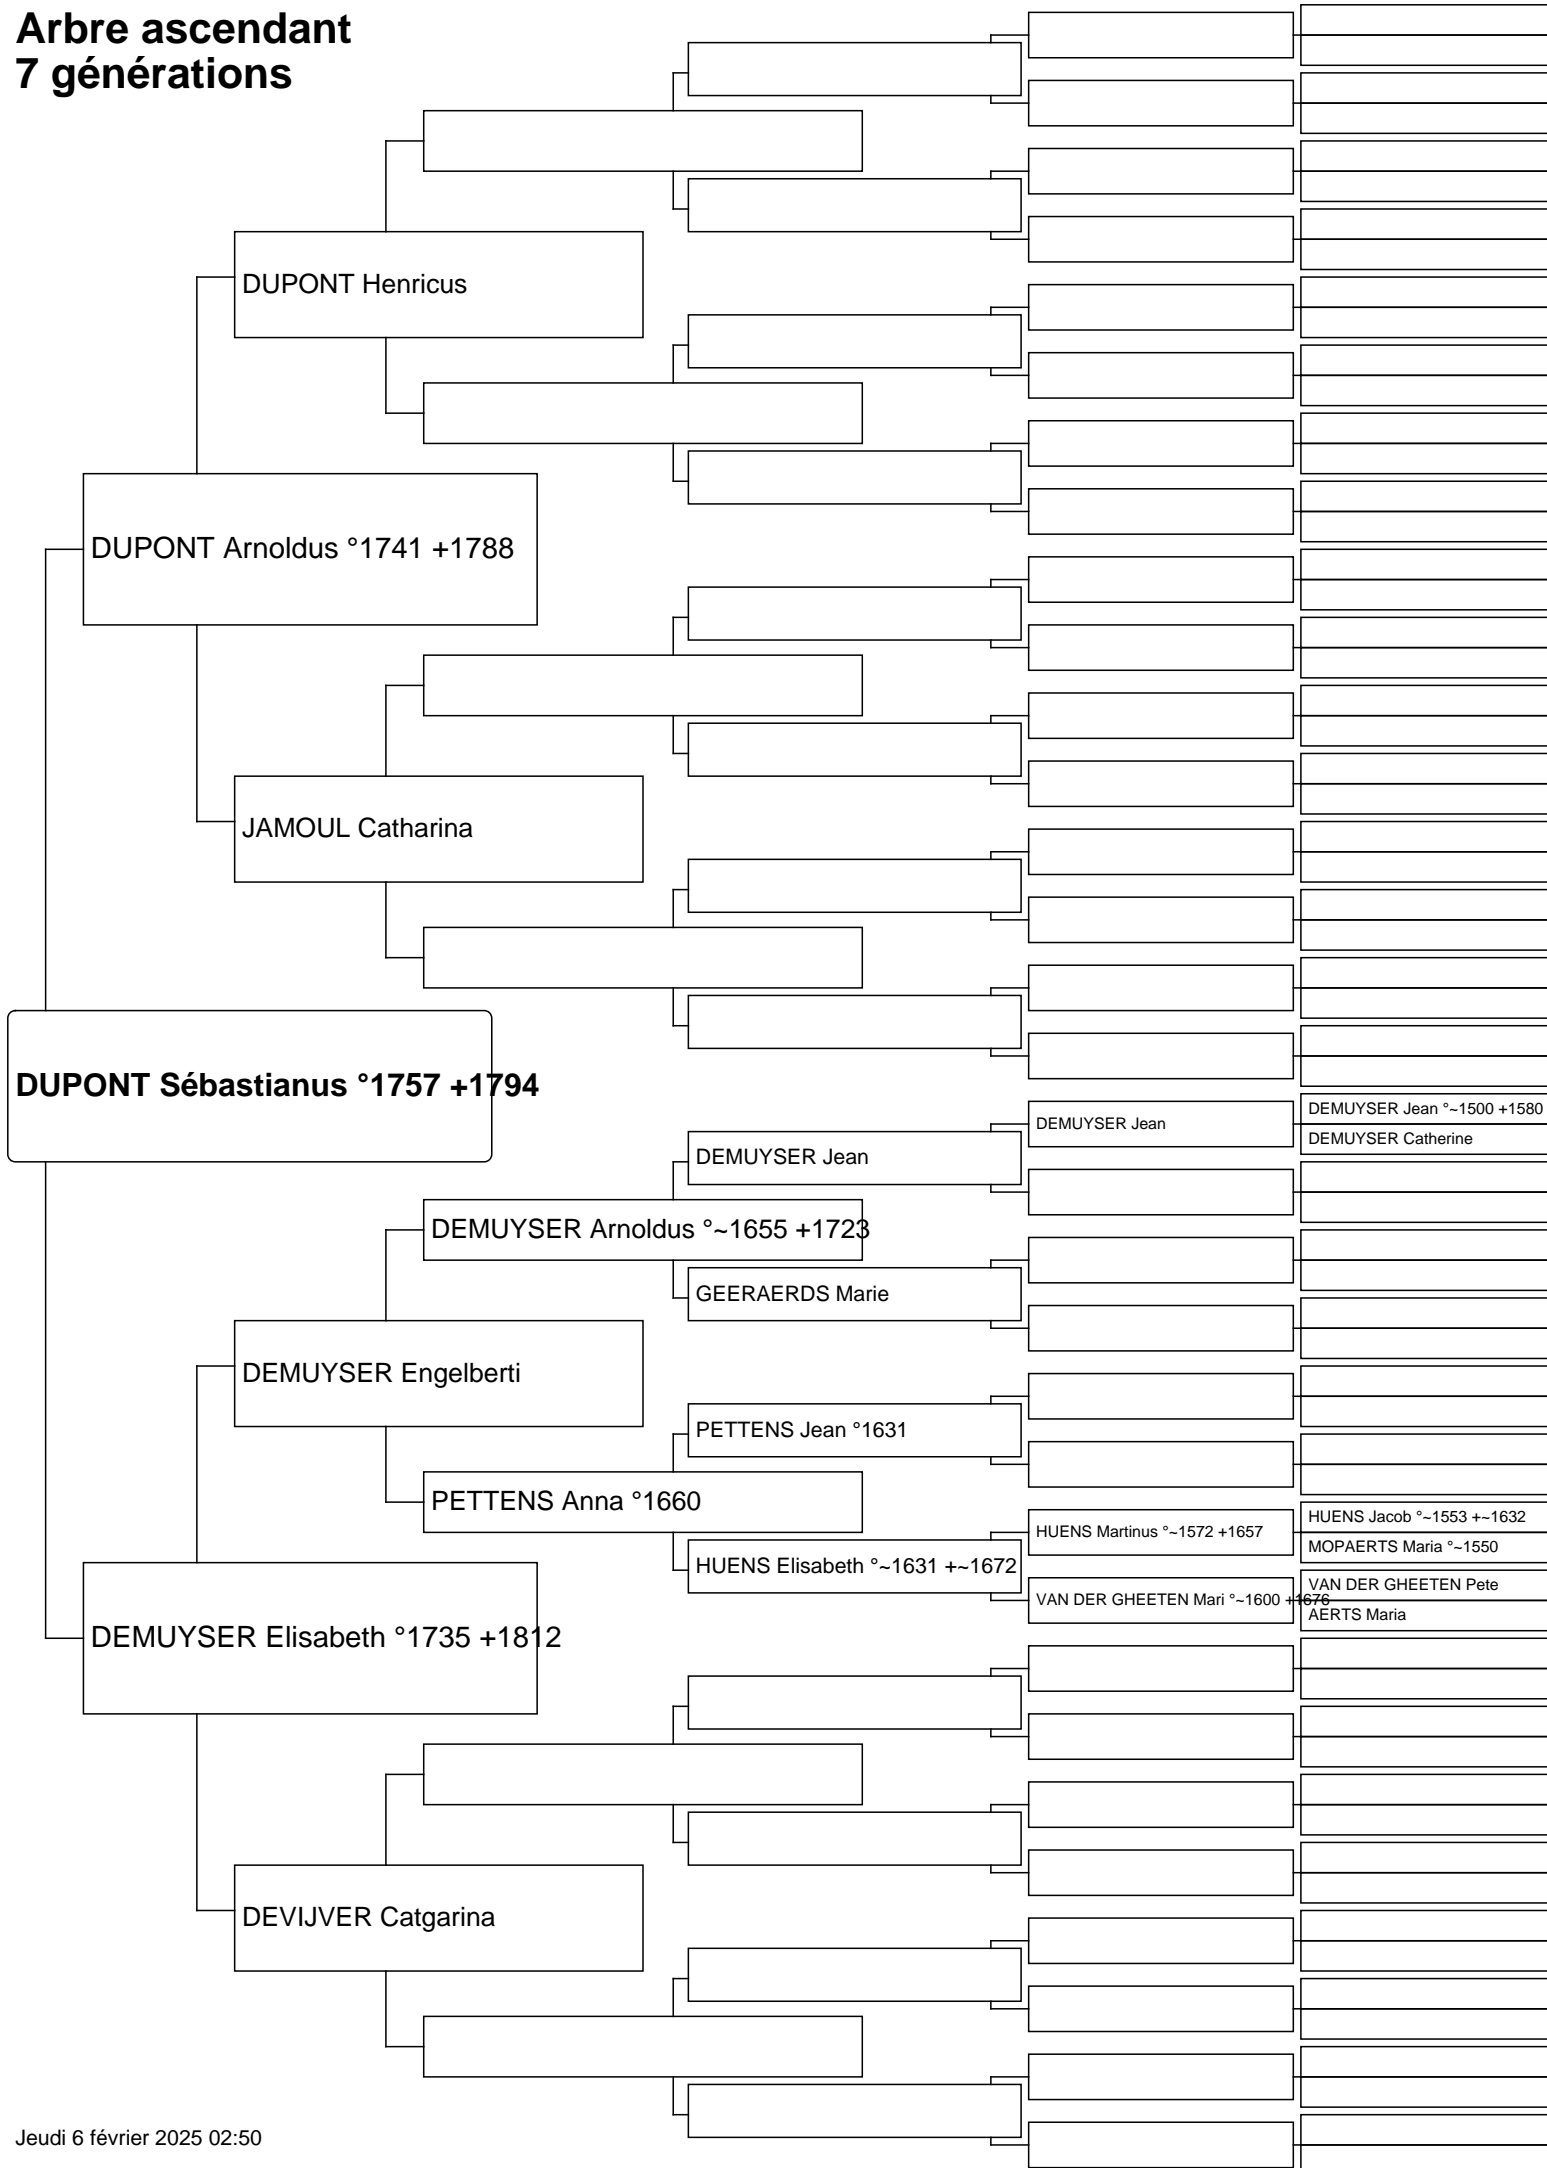 Arbre ascendant
7 générations
DUPONT Henricus
DUPONT Arnoldus °1741 +1788
JAMOUL Catharina
DUPONT Sébastianus °1757 +1794
DEMUYSER Jean °~1500 +1580
DEMUYSER Jean
DEMUYSER Catherine
DEMUYSER Jean
DEMUYSER Arnoldus °~1655 +1723
GEERAERDS Marie
DEMUYSER Engelberti
PETTENS Jean °1631
PETTENS Anna °1660
HUENS Jacob °~1553 +~1632
HUENS Martinus °~1572 +1657
MOPAERTS Maria °~1550
HUENS Elisabeth °~1631 +~1672
VAN DER GHEETEN Pete
VAN DER GHEETEN Mari °~1600 +1676
AERTS Maria
DEMUYSER Elisabeth °1735 +1812
DEVIJVER Catgarina
Jeudi 6 février 2025 02:50